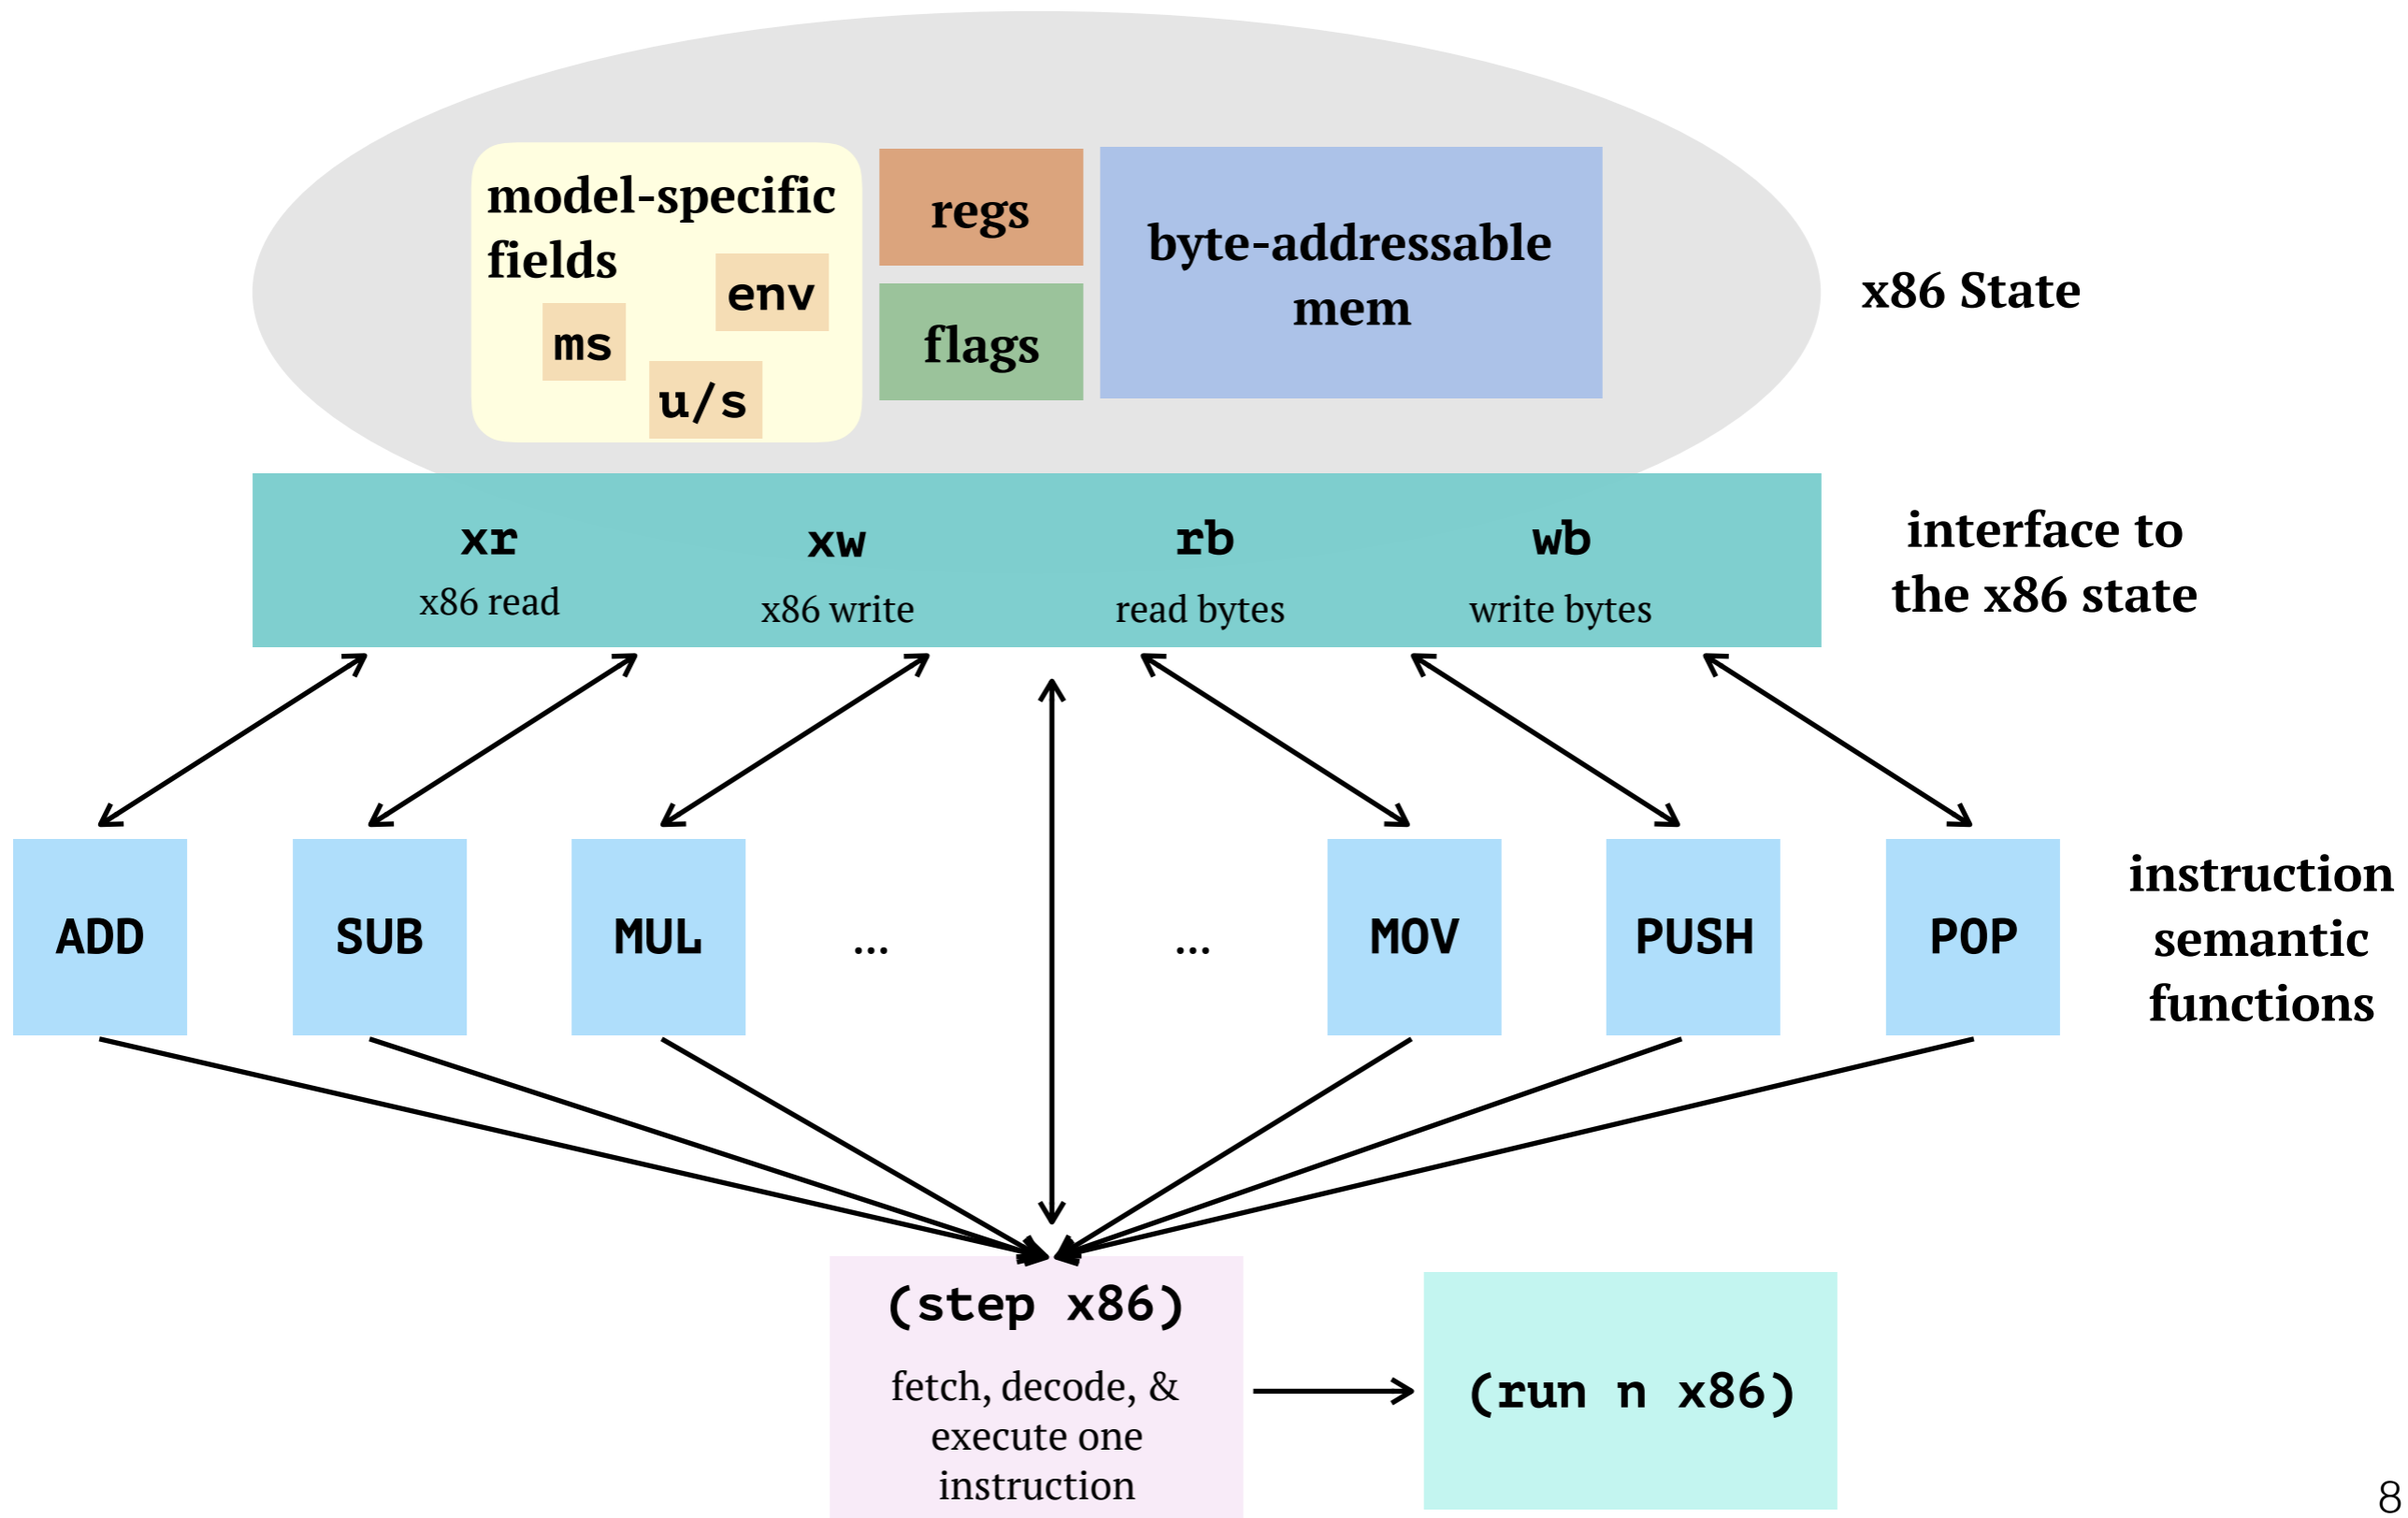 model-specific
fields
env
ms
u/s
regs
flags
byte-addressable
mem
x86 State
xr
x86 read
xw
x86 write
rb
read bytes
wb
write bytes
interface to
the x86 state
ADD
SUB
MUL
...
...
MOV
PUSH
POP
instruction
semantic
functions
(step x86)
fetch, decode, &
execute one
instruction
(run n x86)
8